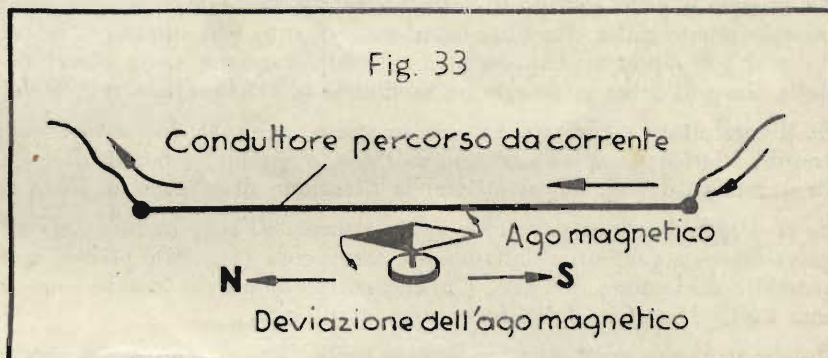 Fig. 33
Conduttore percorso da corrente
Ago magnetico
N S
Deviazione dell'ago magnetico